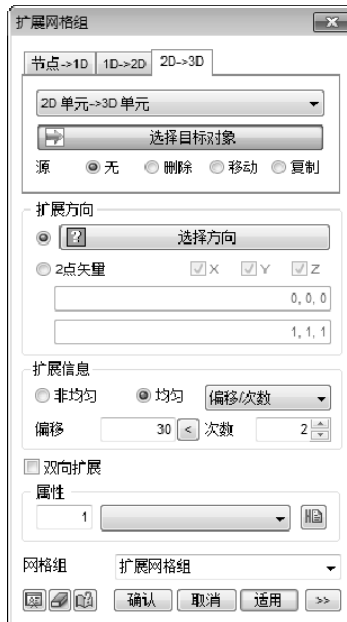 扩展网格组
节点->1D 1D->2D 2D->3D
2D 单元->3D 单元
选择目标对象
源 无 删除 移动 复制
扩展方向
选择方向
2点矢量 X Y Z
0, 0, 0
1, 1, 1
扩展信息
非均匀 均匀 偏移/次数
偏移 30 < 次数 2
双向扩展
属性
1
网格组 扩展网格组
确认 取消 适用 >>